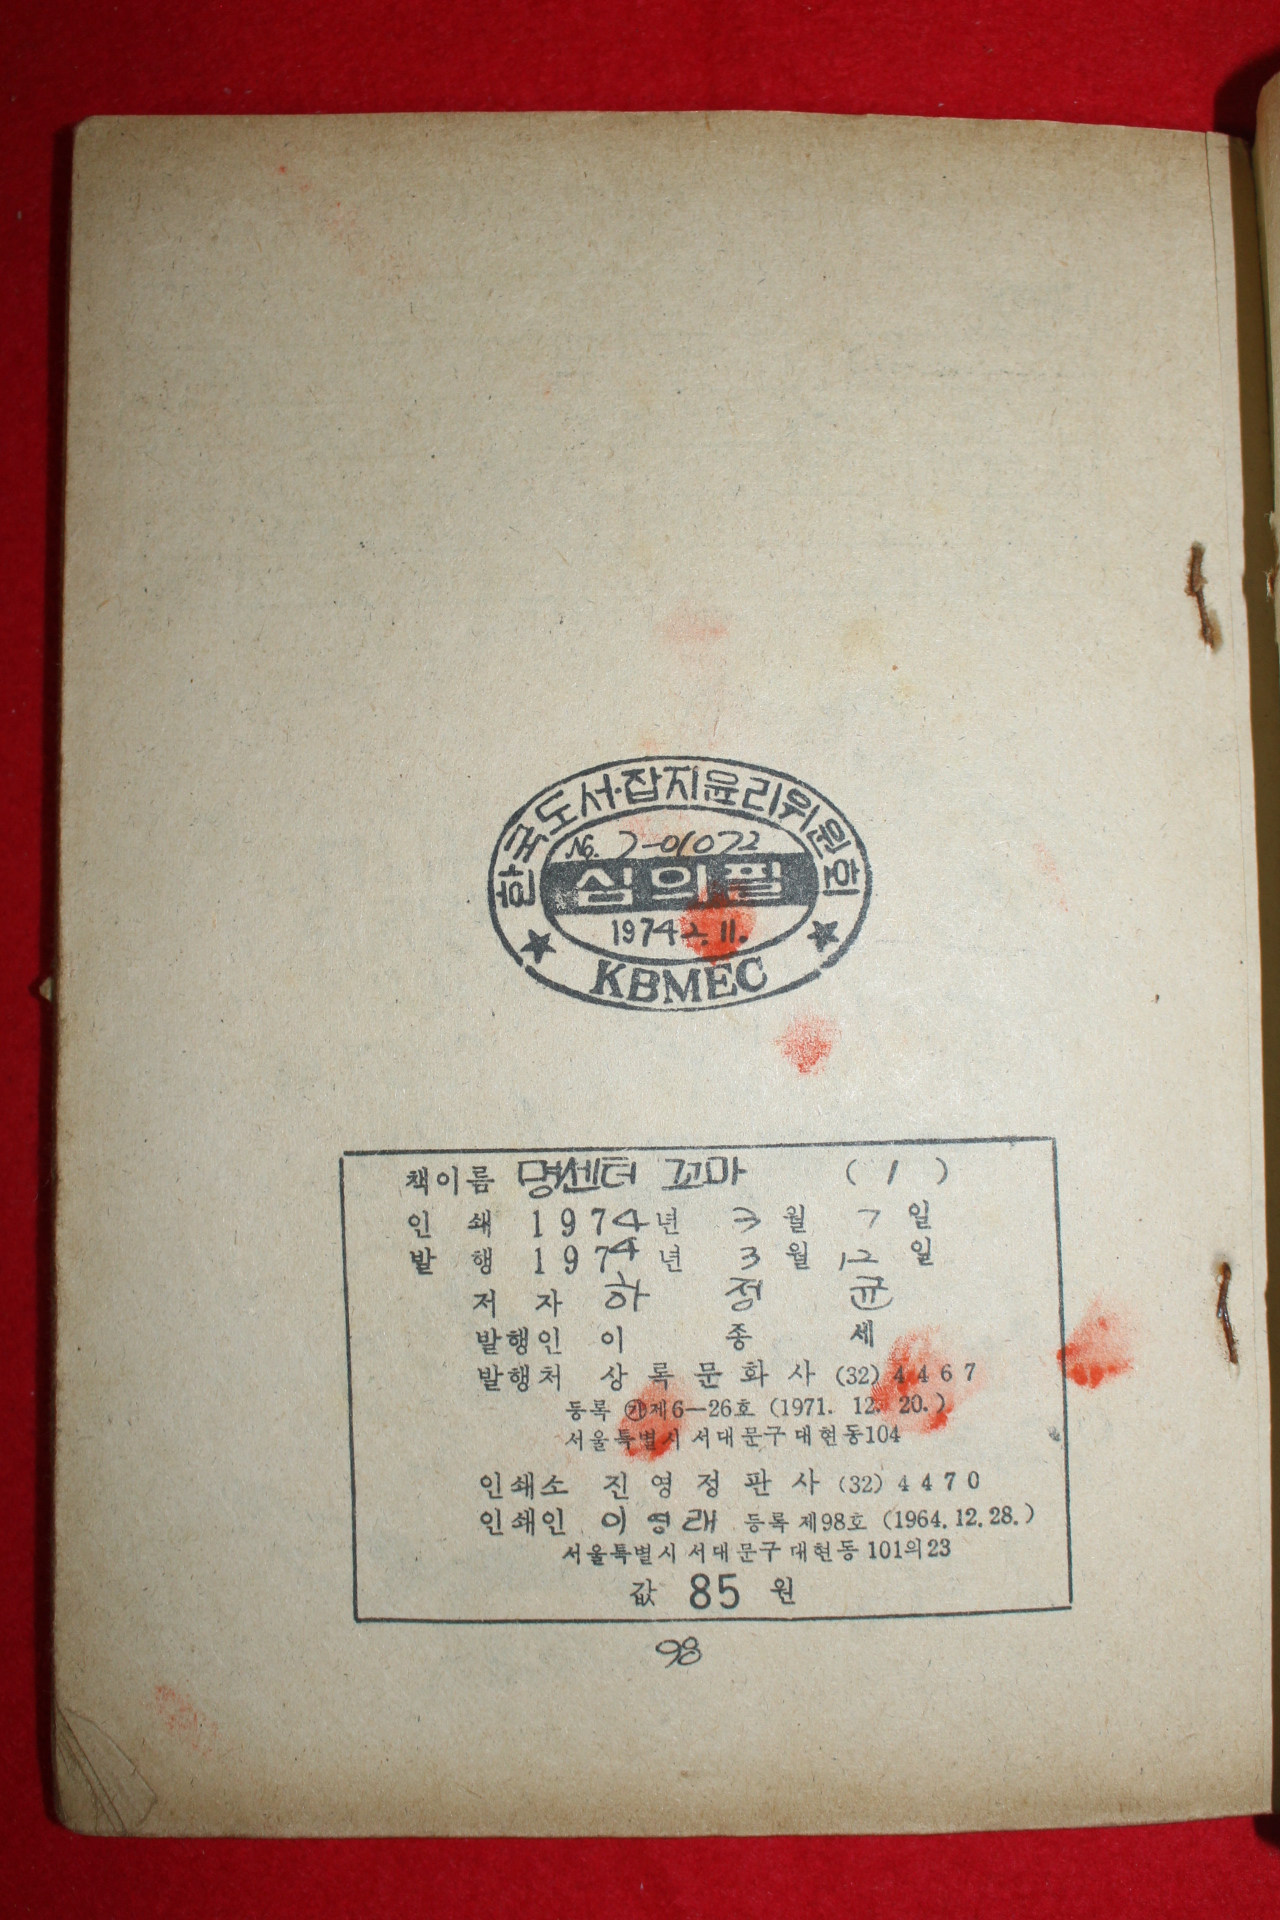 한국도서·잡지윤리위원회
№. 7-01072
심의필
1974 2. 11.
KBMEC
책이름 명센터 꼬마 (1)
인 쇄 1974년 3월 7일
발 행 1974년 3월 12일
저 자 하 정 균
발행인 이 종 세
발행처 상 록 문 화 사 (32) 4467
등록 ㉮제6—26호 (1971. 12. 20.)
서울특별시 서대문구 대현동104
인쇄소 진 영 정 판 사 (32) 4470
인쇄인 이 영 래 등록 제98호 (1964. 12. 28.)
서울특별시 서대문구 대현동 101의23
값 85 원
98